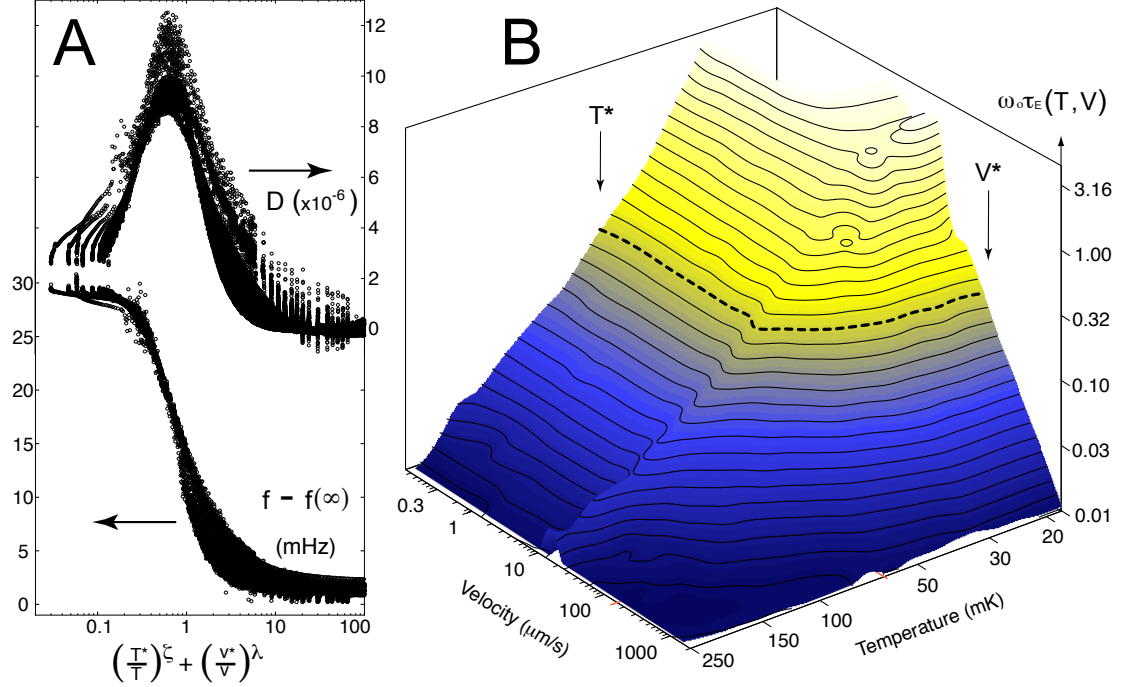 A
12
10
8
6
D (x10⁻⁶)
4
2
0
30
25
20
15
10
5
0
f − f(∞)
(mHz)
0.1 1 10 100
(T*/T)^ζ + (V*/V)^λ
B
ω₀τ_E(T,V)
T*
V*
3.16
1.00
0.32
0.10
0.03
0.01
0.3
1
10
100
1000
Velocity (μm/s)
20
30
50
100
150
250
Temperature (mK)